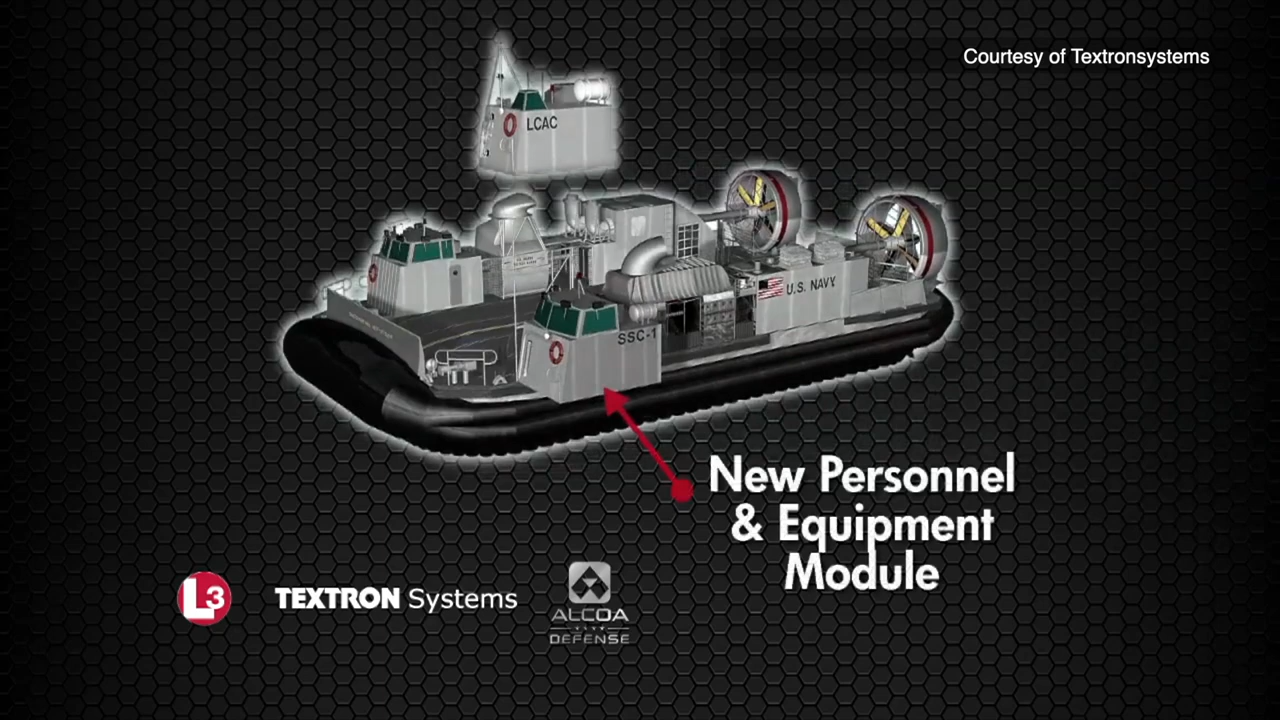 Courtesy of Textronsystems
LCAC
U.S. NAVY
SSC-1
New Personnel
& Equipment
Module
L3
TEXTRON Systems
ALCOA
DEFENSE